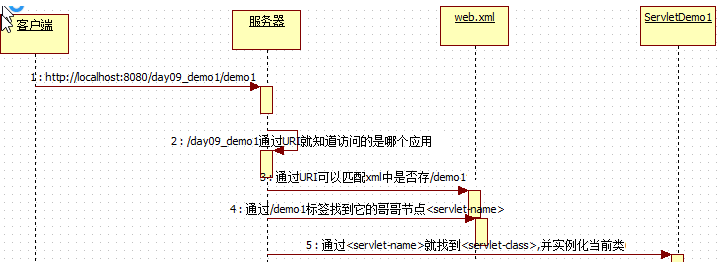 客户端
服务器
web.xml
ServletDemo1
1 : http://localhost:8080/day09_demo1/demo1
2 : /day09_demo1通过URI就知道访问的是哪个应用
3 : 通过URI可以匹配xml中是否存/demo1
4 : 通过/demo1标签找到它的哥哥节点<servlet-name>
5 : 通过<servlet-name>就找到<servlet-class>,并实例化当前类